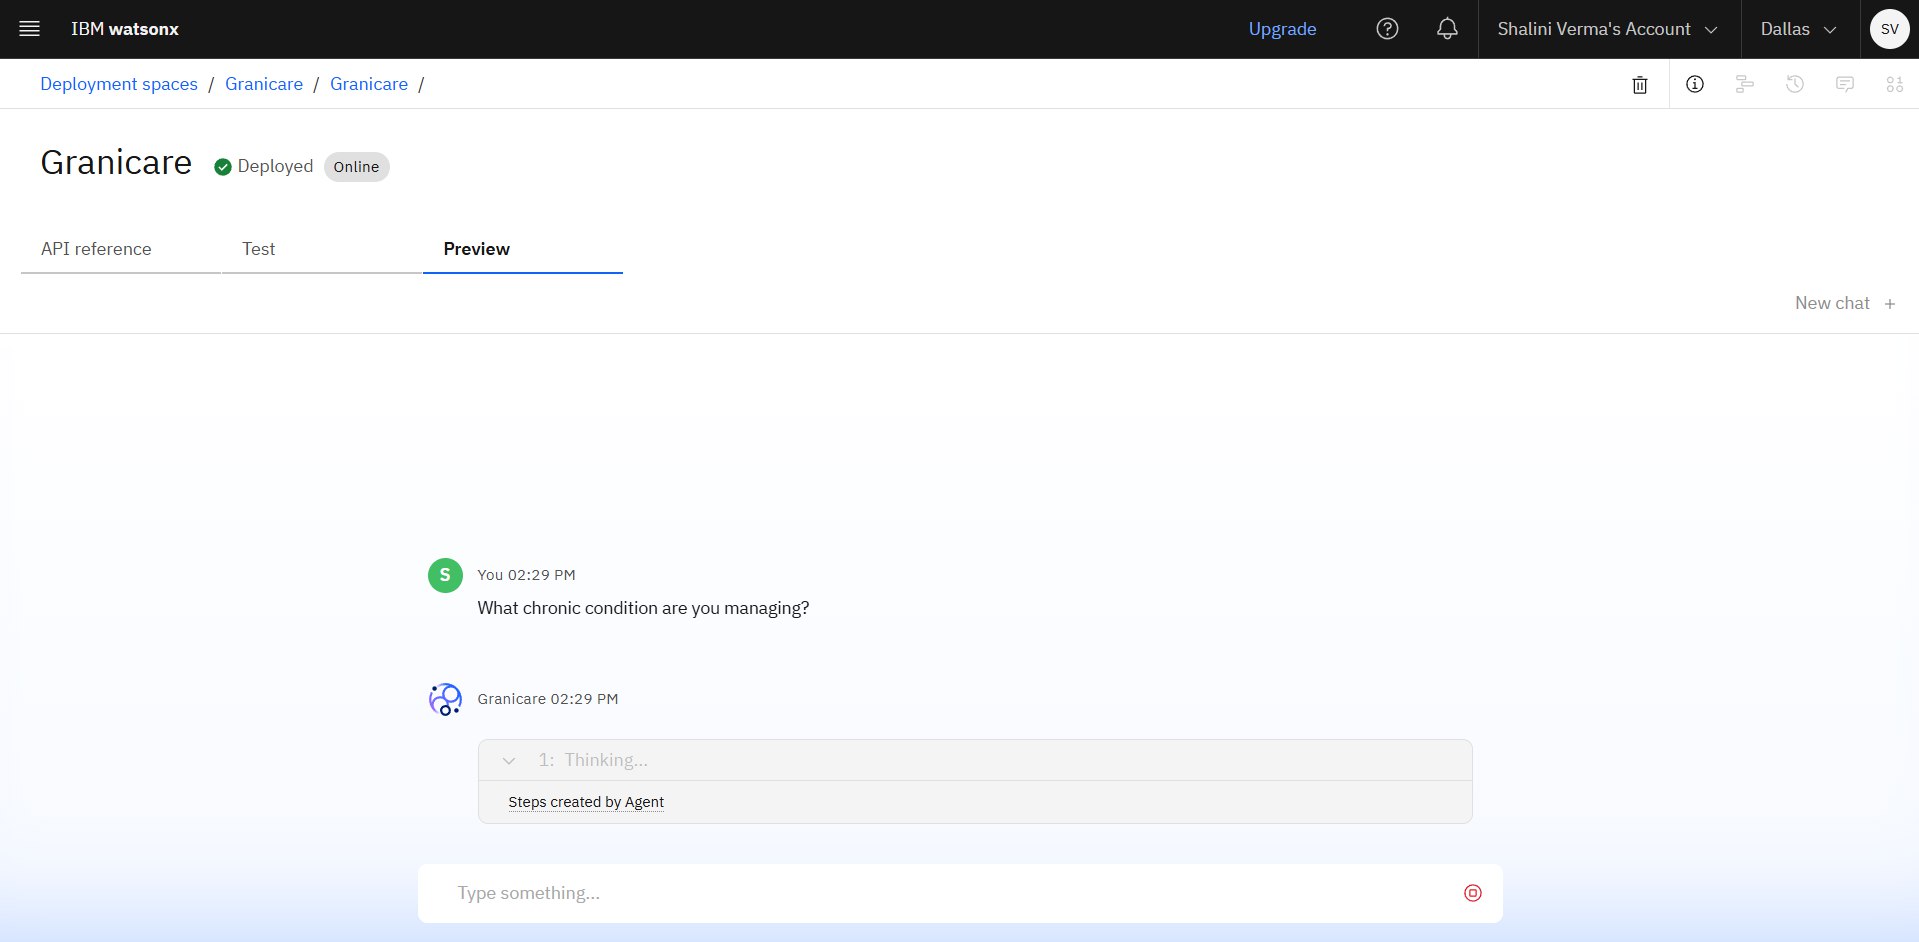 IBM watsonx
Upgrade
Shalini Verma's Account
Dallas
SV
Deployment spaces / Granicare / Granicare /
Granicare
Deployed
Online
API reference
Test
Preview
New chat +
S
You 02:29 PM
What chronic condition are you managing?
Granicare 02:29 PM
1: Thinking...
Steps created by Agent
Type something...